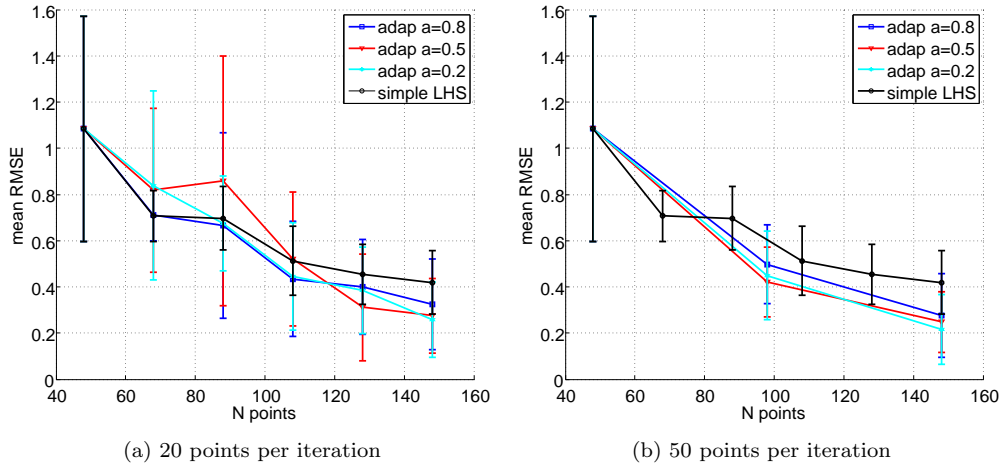 1.6
1.4
1.2
1
0.8
0.6
0.4
0.2
0
mean RMSE
adap a=0.8
adap a=0.5
adap a=0.2
simple LHS
40 60 80 100 120 140 160
N points
(a) 20 points per iteration
1.6
1.4
1.2
1
0.8
0.6
0.4
0.2
0
mean RMSE
adap a=0.8
adap a=0.5
adap a=0.2
simple LHS
40 60 80 100 120 140 160
N points
(b) 50 points per iteration